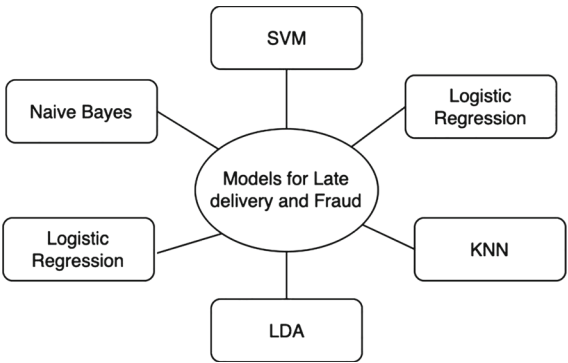 SVM
Naive Bayes
Logistic
Regression
Models for Late
delivery and Fraud
Logistic
Regression
KNN
LDA